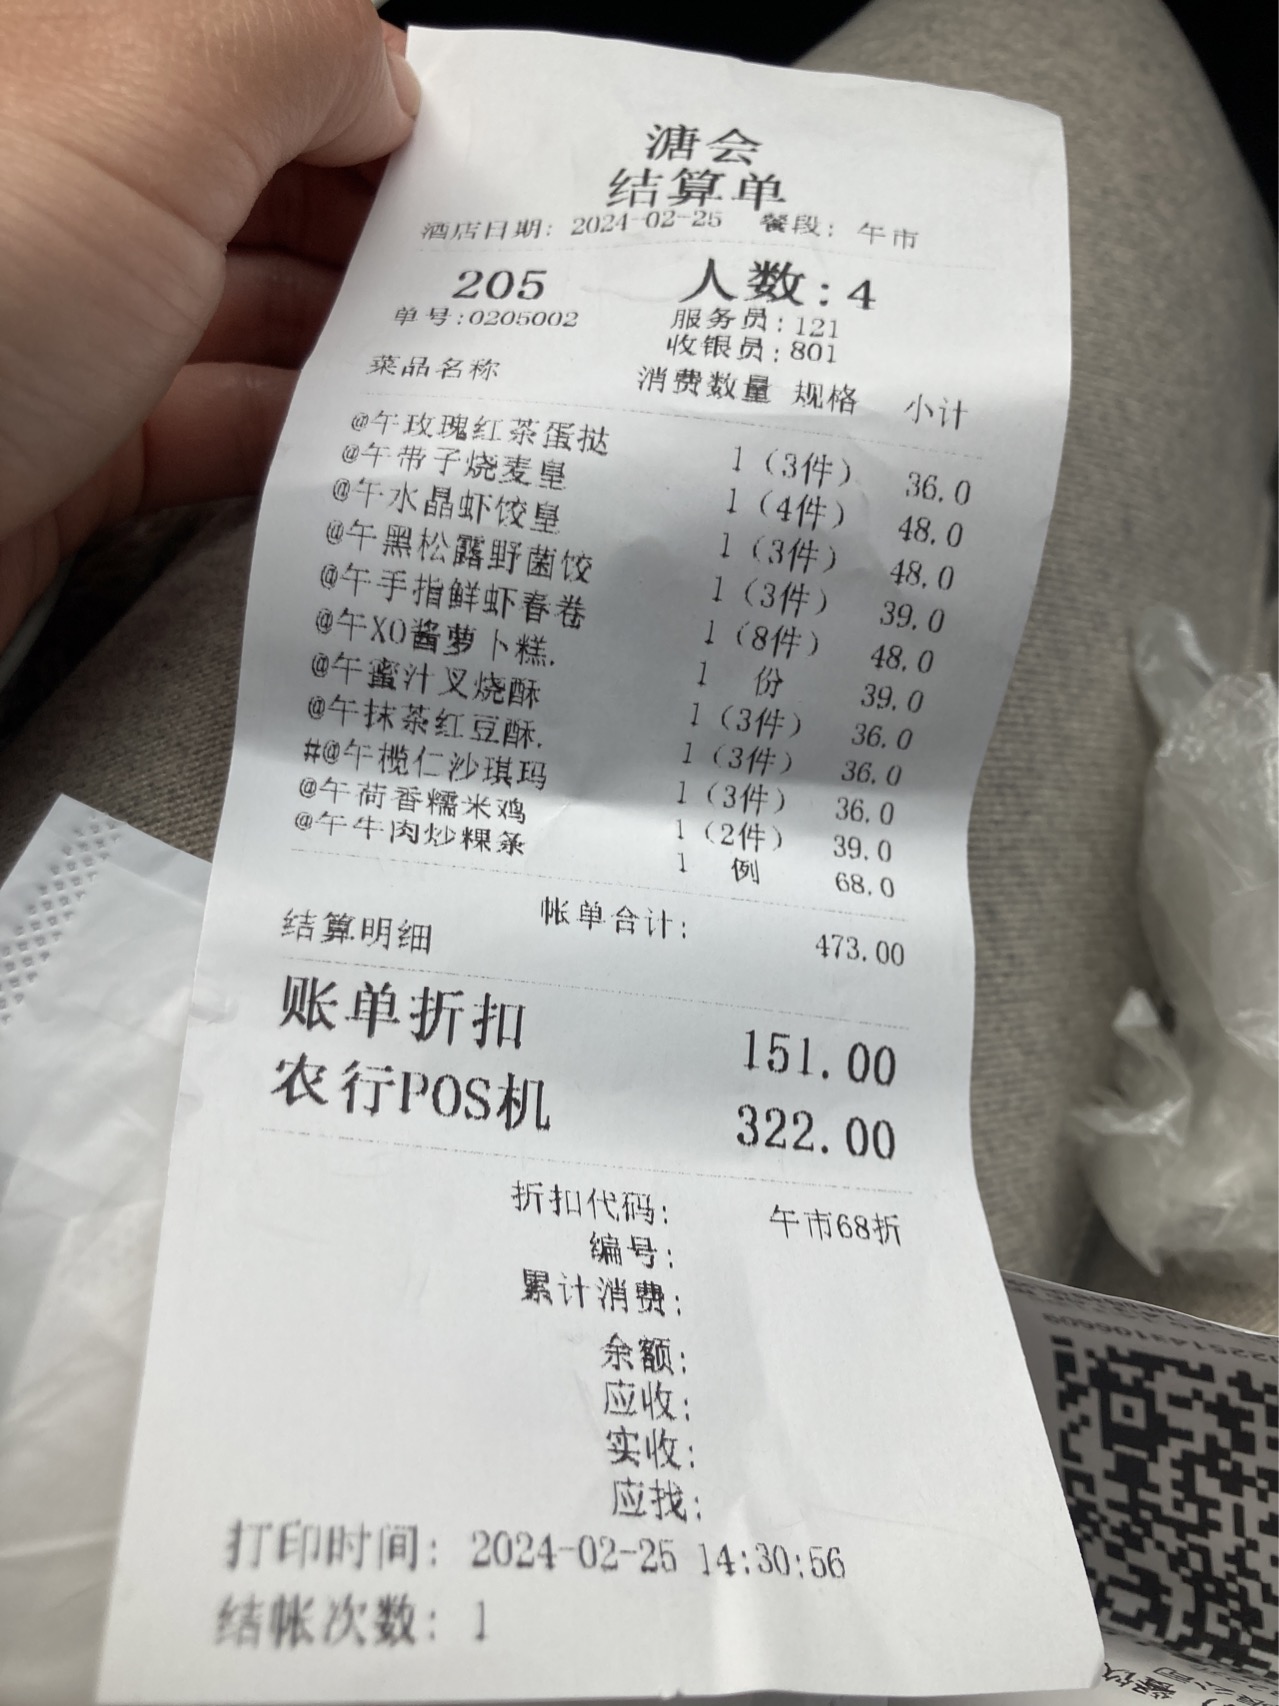 溏会
结算单
酒店日期: 2024-02-25 餐段: 午市
205 人数:4
单号:0205002 服务员:121
收银员:801
菜品名称 消费数量 规格 小计
@午玫瑰红茶蛋挞 1 (3件) 36.0
@午带子烧麦皇 1 (4件) 48.0
@午水晶虾饺皇 1 (3件) 48.0
@午黑松露野菌饺 1 (3件) 39.0
@午手指鲜虾春卷 1 (8件) 48.0
@午XO酱萝卜糕. 1 份 39.0
@午蜜汁叉烧酥 1 (3件) 36.0
@午抹茶红豆酥. 1 (3件) 36.0
#@午榄仁沙琪玛 1 (3件) 36.0
@午荷香糯米鸡 1 (2件) 39.0
@午牛肉炒粿条 1 例 68.0
帐单合计: 473.00
结算明细
账单折扣 151.00
农行POS机 322.00
折扣代码: 午市68折
编号:
累计消费:
余额:
应收:
实收:
应找:
打印时间: 2024-02-25 14:30:56
结帐次数: 1